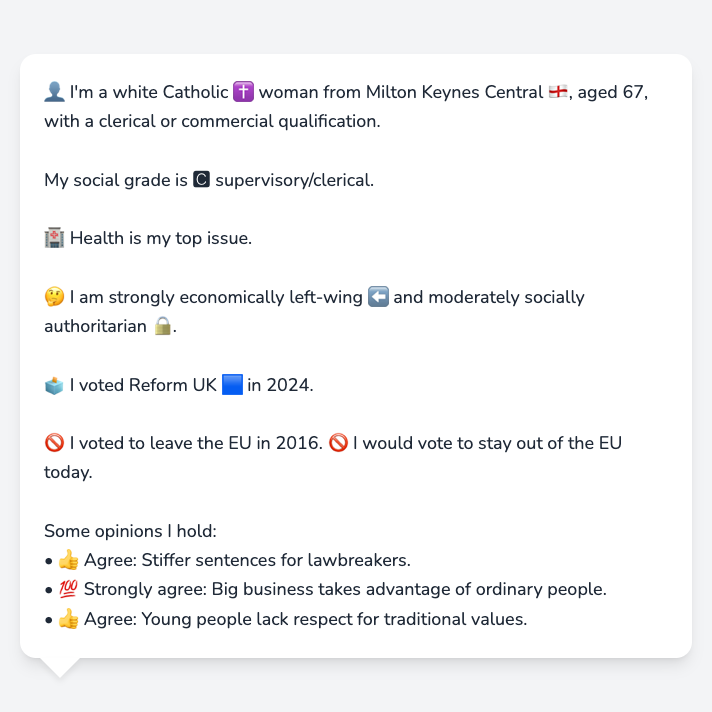 👤 I'm a white Catholic ✝️ woman from Milton Keynes Central 🏴󠁧󠁢󠁥󠁮󠁧󠁿, aged 67,
with a clerical or commercial qualification.
My social grade is 🅲 supervisory/clerical.
🏥 Health is my top issue.
🤔 I am strongly economically left-wing ⬅️ and moderately socially
authoritarian 🔒.
🗳️ I voted Reform UK 🟦 in 2024.
🚫 I voted to leave the EU in 2016. 🚫 I would vote to stay out of the EU
today.
Some opinions I hold:
• 👍 Agree: Stiffer sentences for lawbreakers.
• 💯 Strongly agree: Big business takes advantage of ordinary people.
• 👍 Agree: Young people lack respect for traditional values.